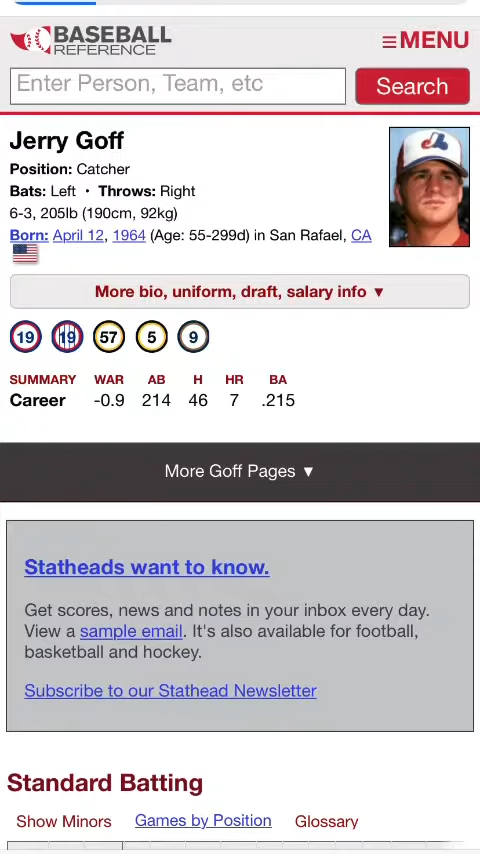 BASEBALL
REFERENCE
≡MENU
Enter Person, Team, etc
Search
Jerry Goff
Position: Catcher
Bats: Left • Throws: Right
6-3, 205lb (190cm, 92kg)
Born: April 12, 1964 (Age: 55-299d) in San Rafael, CA
More bio, uniform, draft, salary info ▼
19 19 57 5 9
SUMMARY WAR AB H HR BA
Career -0.9 214 46 7 .215
More Goff Pages ▼
Statheads want to know.
Get scores, news and notes in your inbox every day.
View a sample email. It's also available for football,
basketball and hockey.
Subscribe to our Stathead Newsletter
Standard Batting
Show Minors Games by Position Glossary